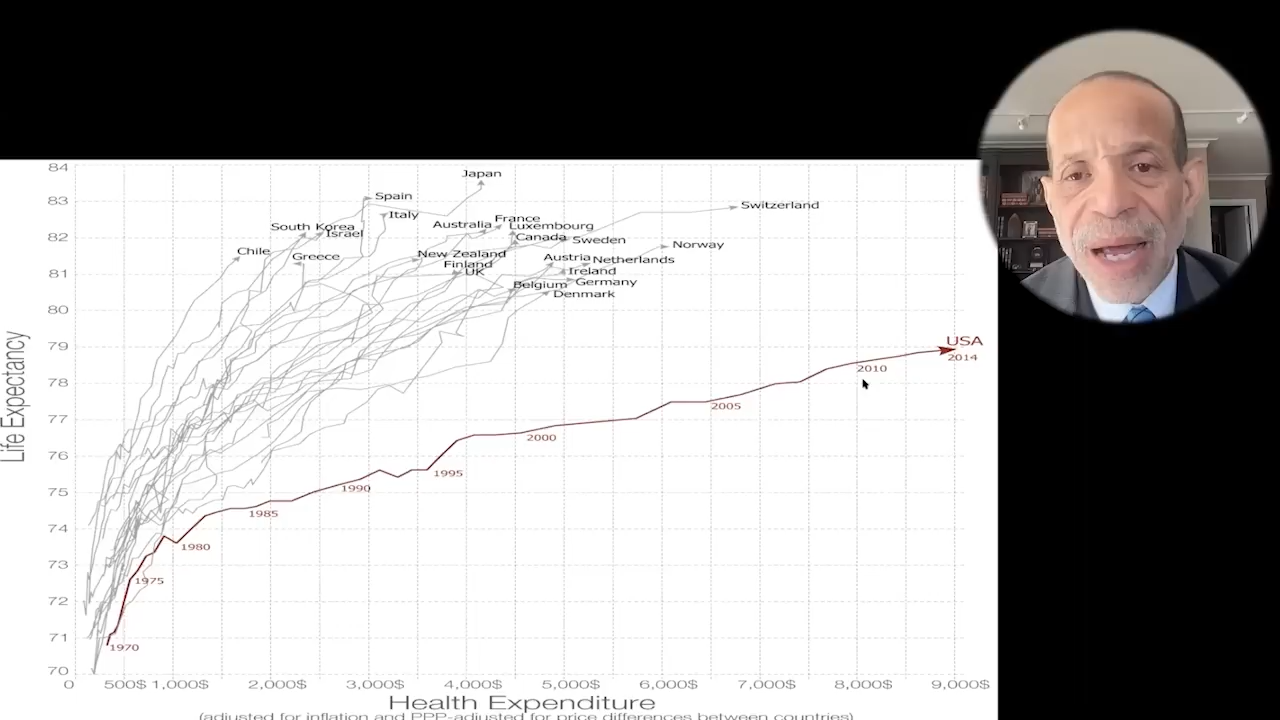 84
83
82
81
80
79
78
77
76
75
74
73
72
71
70
Life Expectancy
Japan
Spain
Italy
Switzerland
South Korea
Israel
Australia
France
Luxembourg
Canada
Sweden
Norway
Chile
Greece
New Zealand
Finland
UK
Austria
Netherlands
Ireland
Belgium
Germany
Denmark
USA
2014
2010
2005
2000
1995
1990
1985
1980
1975
1970
0 500$ 1,000$ 2,000$ 3,000$ 4,000$ 5,000$ 6,000$ 7,000$ 8,000$ 9,000$
Health Expenditure
(adjusted for inflation and PPP-adjusted for price differences between countries)